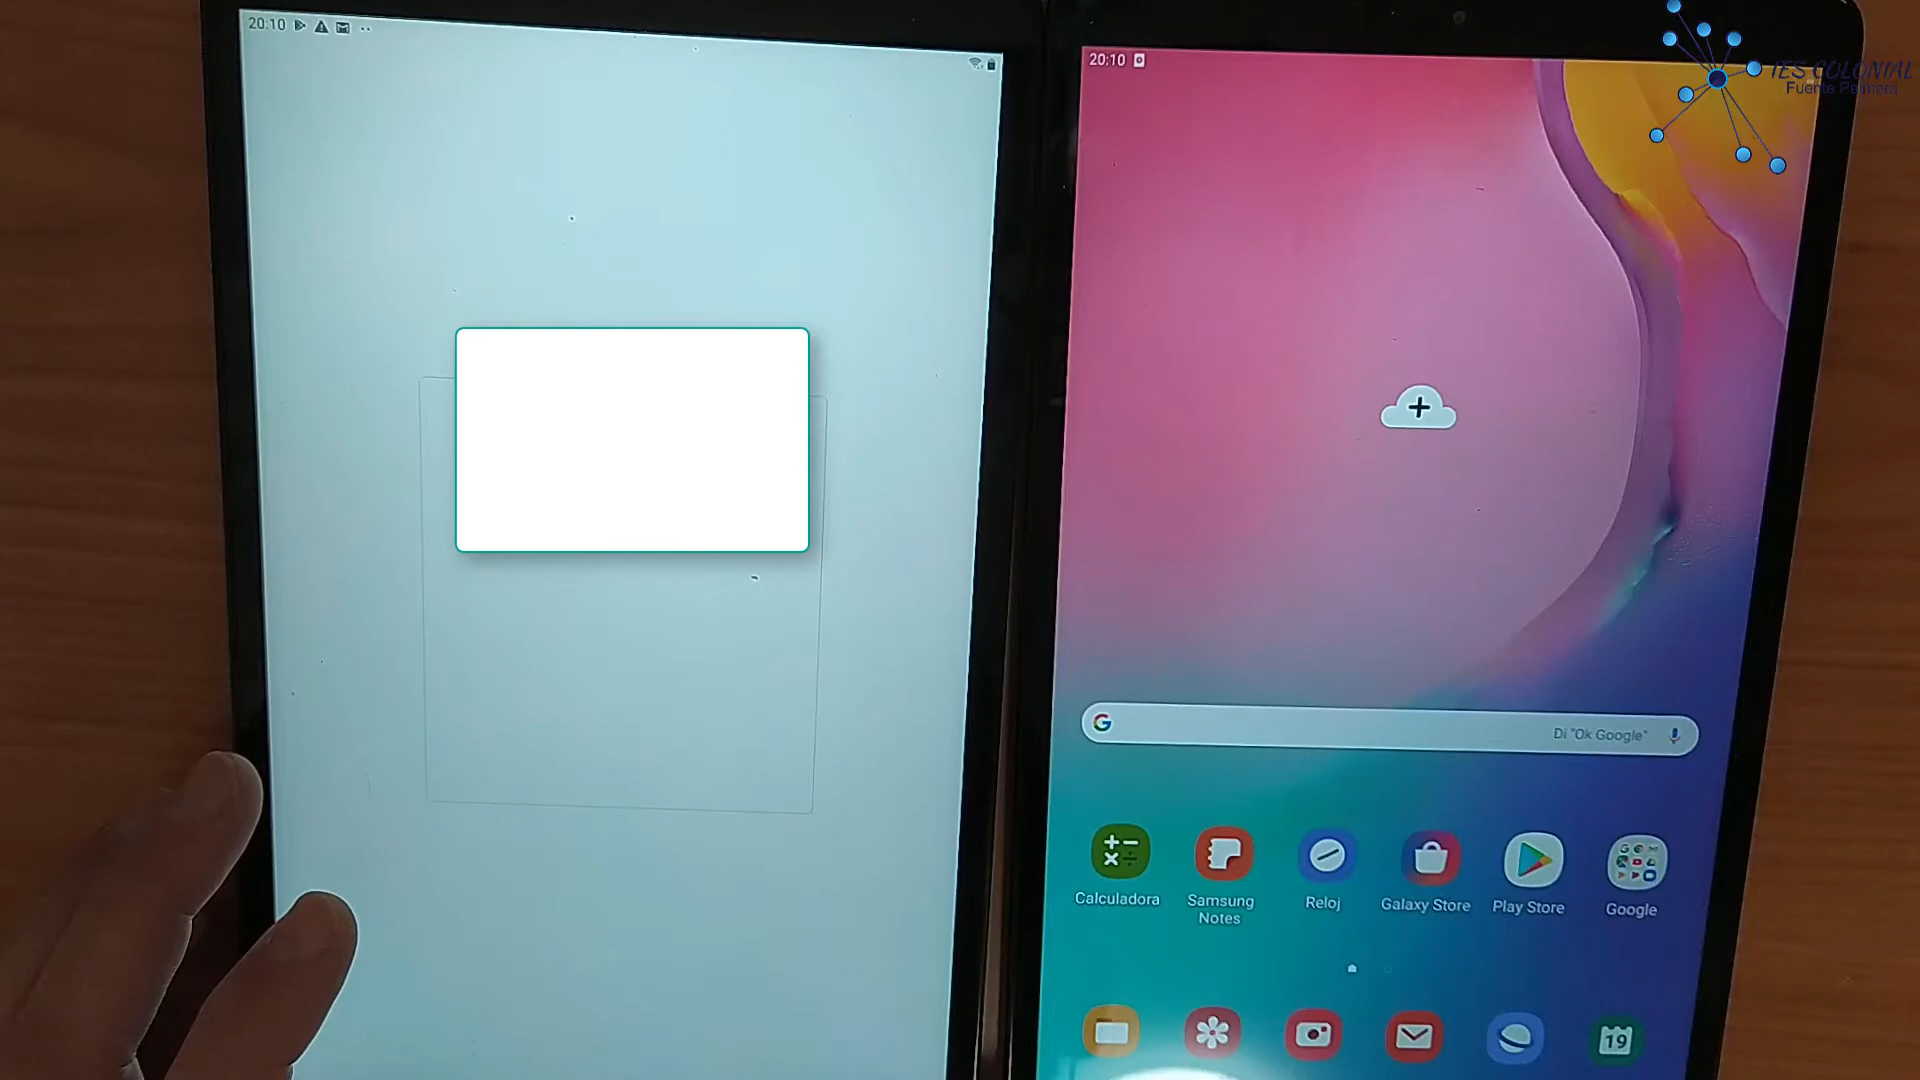 20:10
20:10
IES COLONIAL
Fuente Palmera
Di "Ok Google"
Calculadora
Samsung
Notes
Reloj
Galaxy Store
Play Store
Google
19